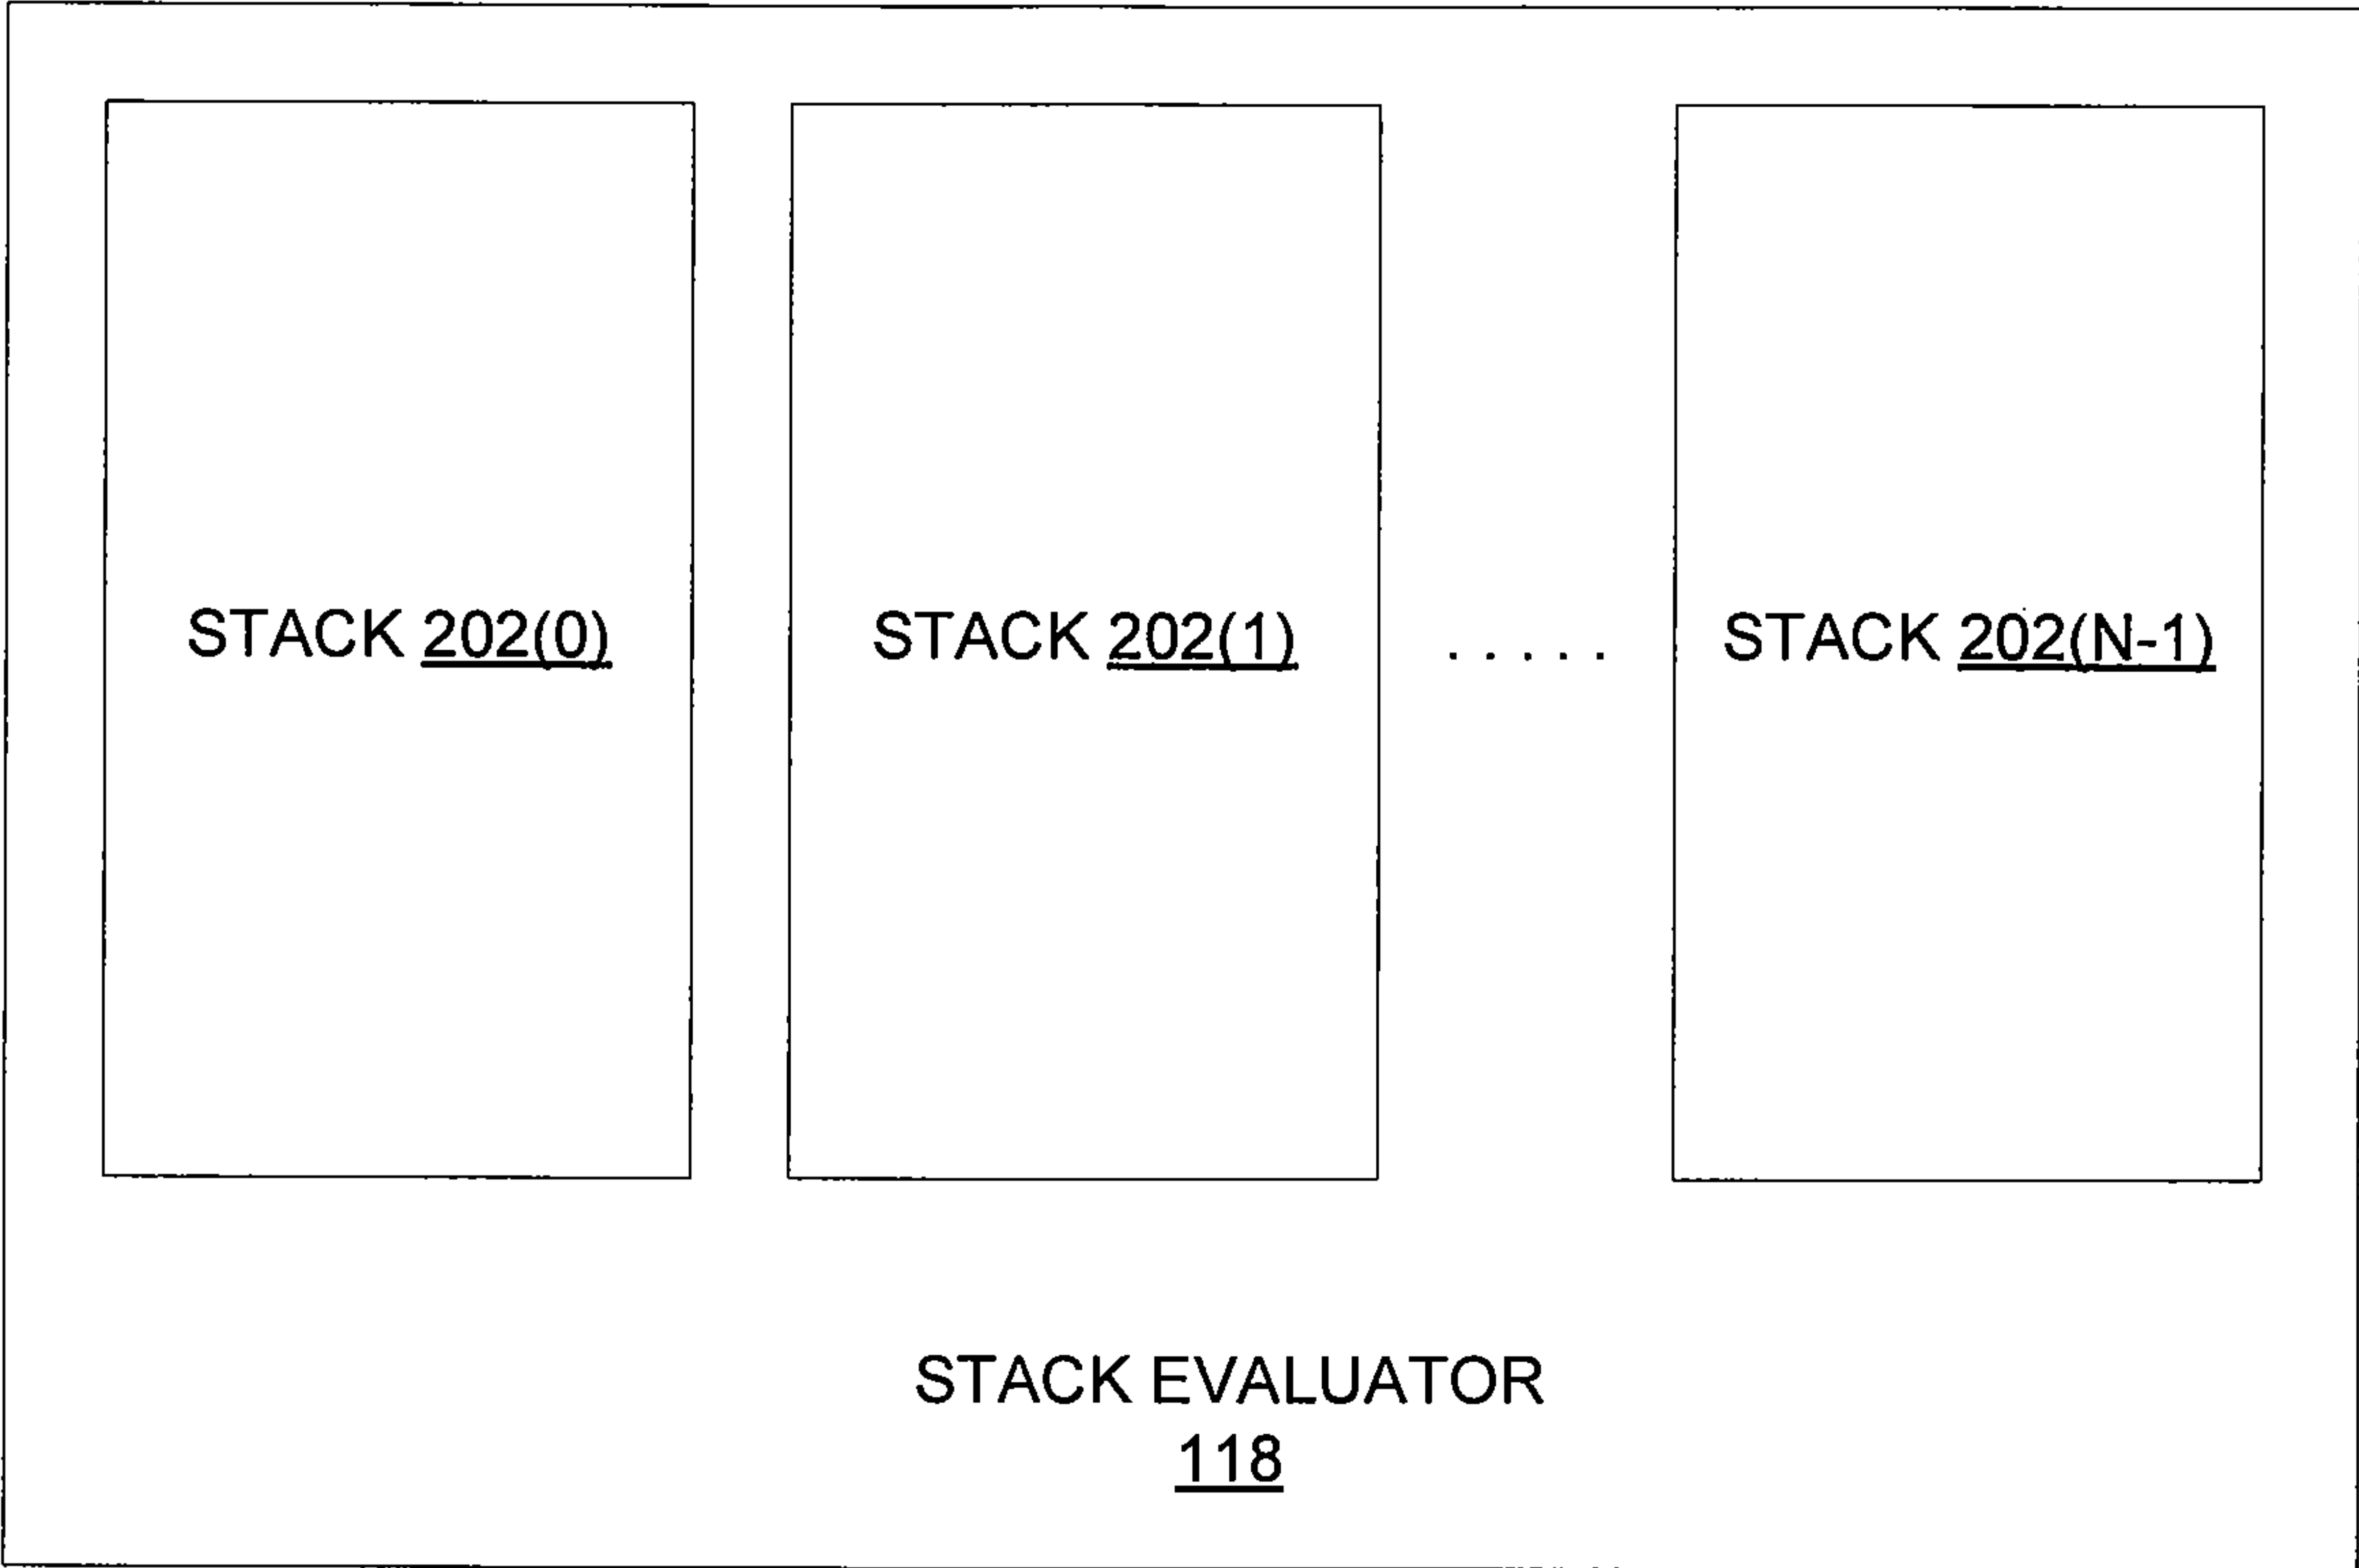 STACK 202(0) STACK 202(1) ..... STACK 202(N-1)
STACK EVALUATOR
118